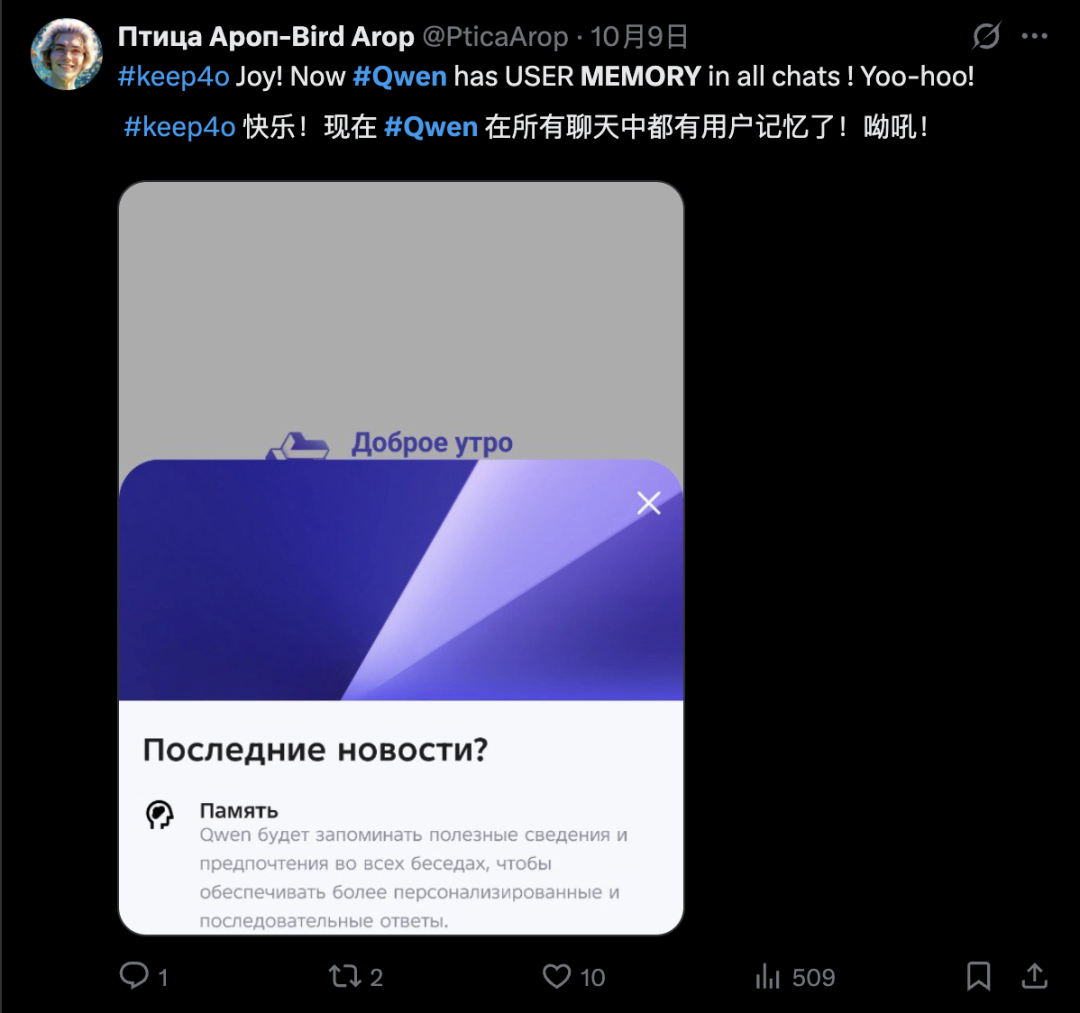 Птица Ароп-Bird Arop @PticaArop · 10月9日
#keep4o Joy! Now #Qwen has USER MEMORY in all chats ! Yoo-hoo!
#keep4o 快乐！现在 #Qwen 在所有聊天中都有用户记忆了！呦吼！
Доброе утро
Последние новости?
Память
Qwen будет запоминать полезные сведения и
предпочтения во всех беседах, чтобы
обеспечивать более персонализированные и
последовательные ответы.
1 2 10 509